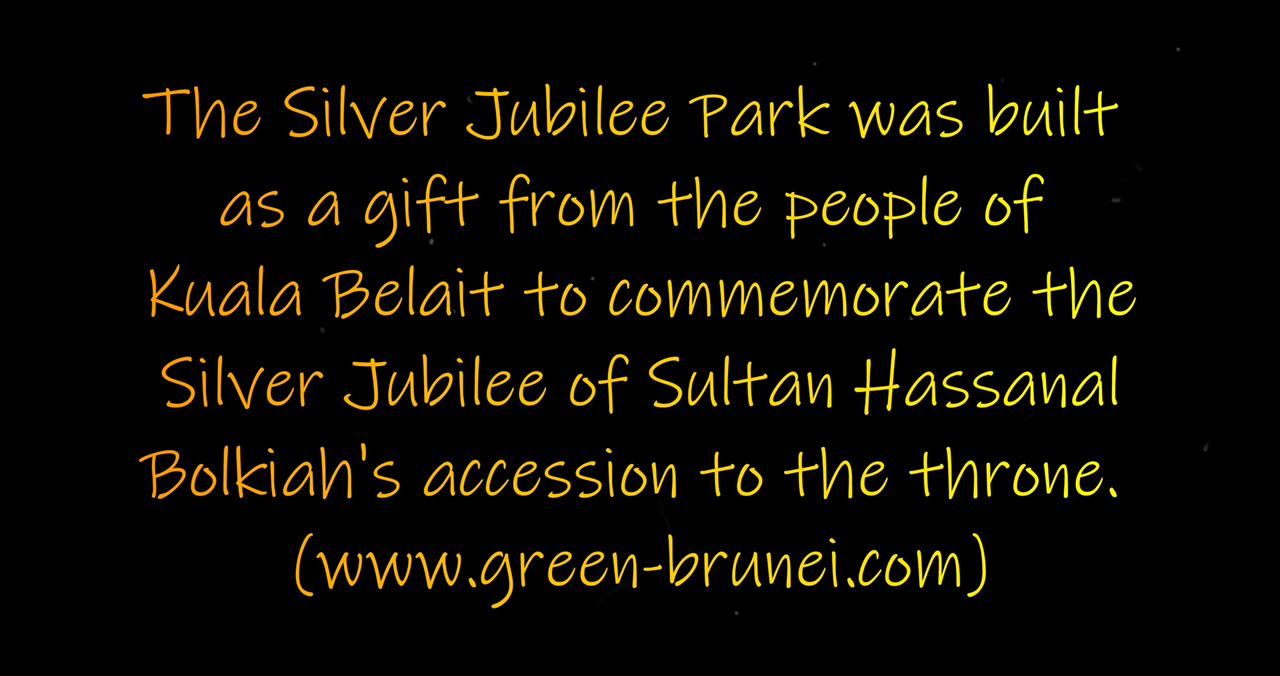 The Silver Jubilee Park was built
as a gift from the people of
Kuala Belait to commemorate the
Silver Jubilee of Sultan Hassanal
Bolkiah's accession to the throne.
(www.green-brunei.com)